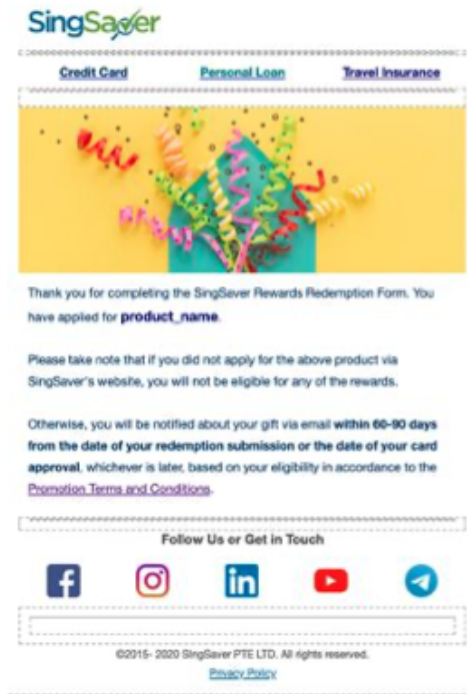 SingSaver
Credit Card Personal Loan Travel Insurance
Thank you for completing the SingSaver Rewards Redemption Form. You
have applied for product_name.
Please take note that if you did not apply for the above product via
SingSaver's website, you will not be eligible for any of the rewards.
Otherwise, you will be notified about your gift via email within 60-90 days
from the date of your redemption submission or the date of your card
approval, whichever is later, based on your eligibility in accordance to the
Promotion Terms and Conditions.
Follow Us or Get in Touch
©2015- 2020 SingSaver PTE LTD. All rights reserved.
Privacy Policy